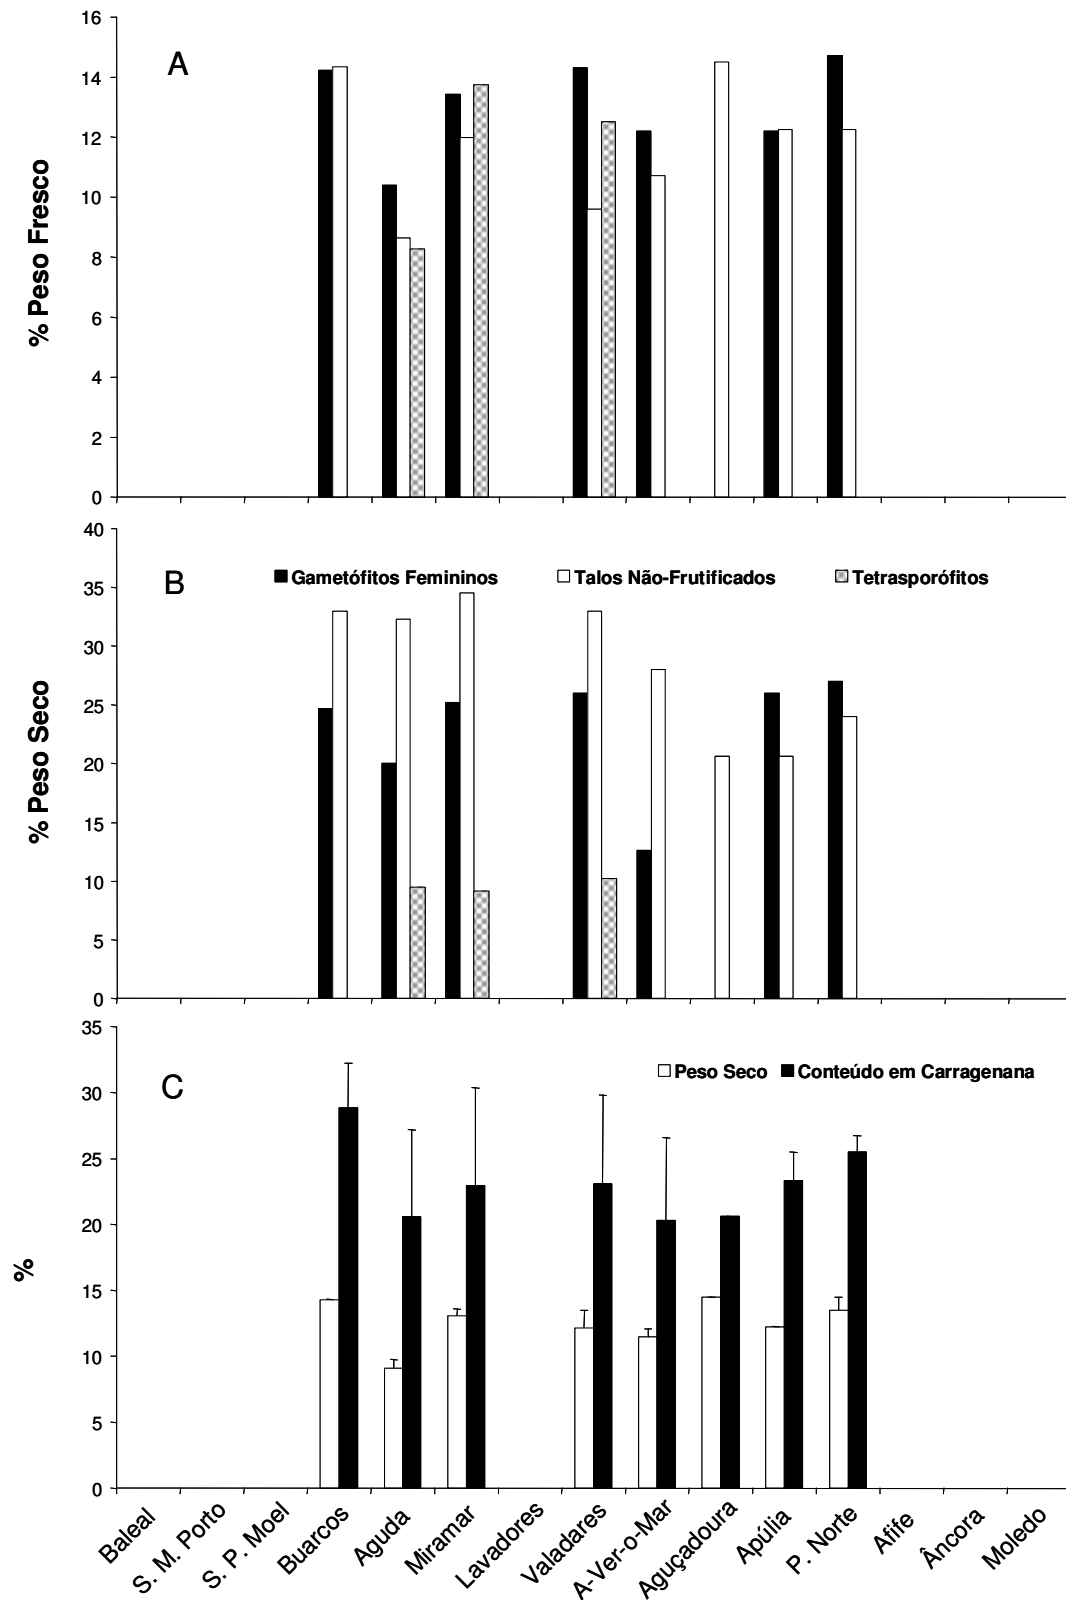 A
% Peso Fresco
16
14
12
10
8
6
4
2
0
B
Gametófitos Femininos Talos Não-Frutificados Tetrasporófitos
% Peso Seco
40
35
30
25
20
15
10
5
0
C
Peso Seco Conteúdo em Carragenana
%
35
30
25
20
15
10
5
0
Baleal
S. M. Porto
S. P. Moel
Buarcos
Aguda
Miramar
Lavadores
Valadares
A-Ver-o-Mar
Aguçadoura
Apúlia
P. Norte
Afife
Âncora
Moledo